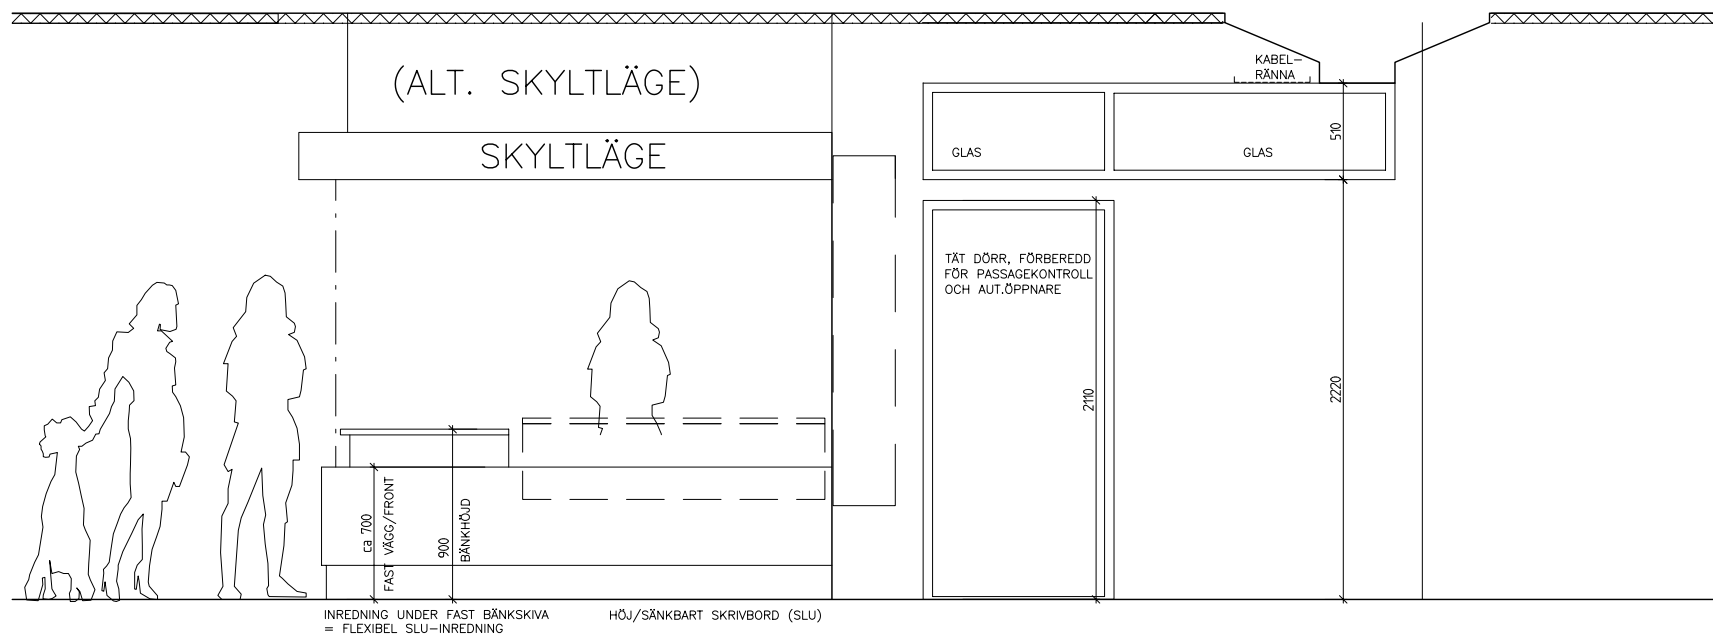 (ALT. SKYLTLÄGE)
SKYLTLÄGE
KABEL-
RÄNNA
GLAS
GLAS
510
TÄT DÖRR, FÖRBEREDD
FÖR PASSAGEKONTROLL
OCH AUT.ÖPPNARE
2110
2220
ca 700
FAST VÄGG/FRONT
900
BÄNKHÖJD
INREDNING UNDER FAST BÄNKSKIVA
= FLEXIBEL SLU-INREDNING
HÖJ/SÄNKBART SKRIVBORD (SLU)